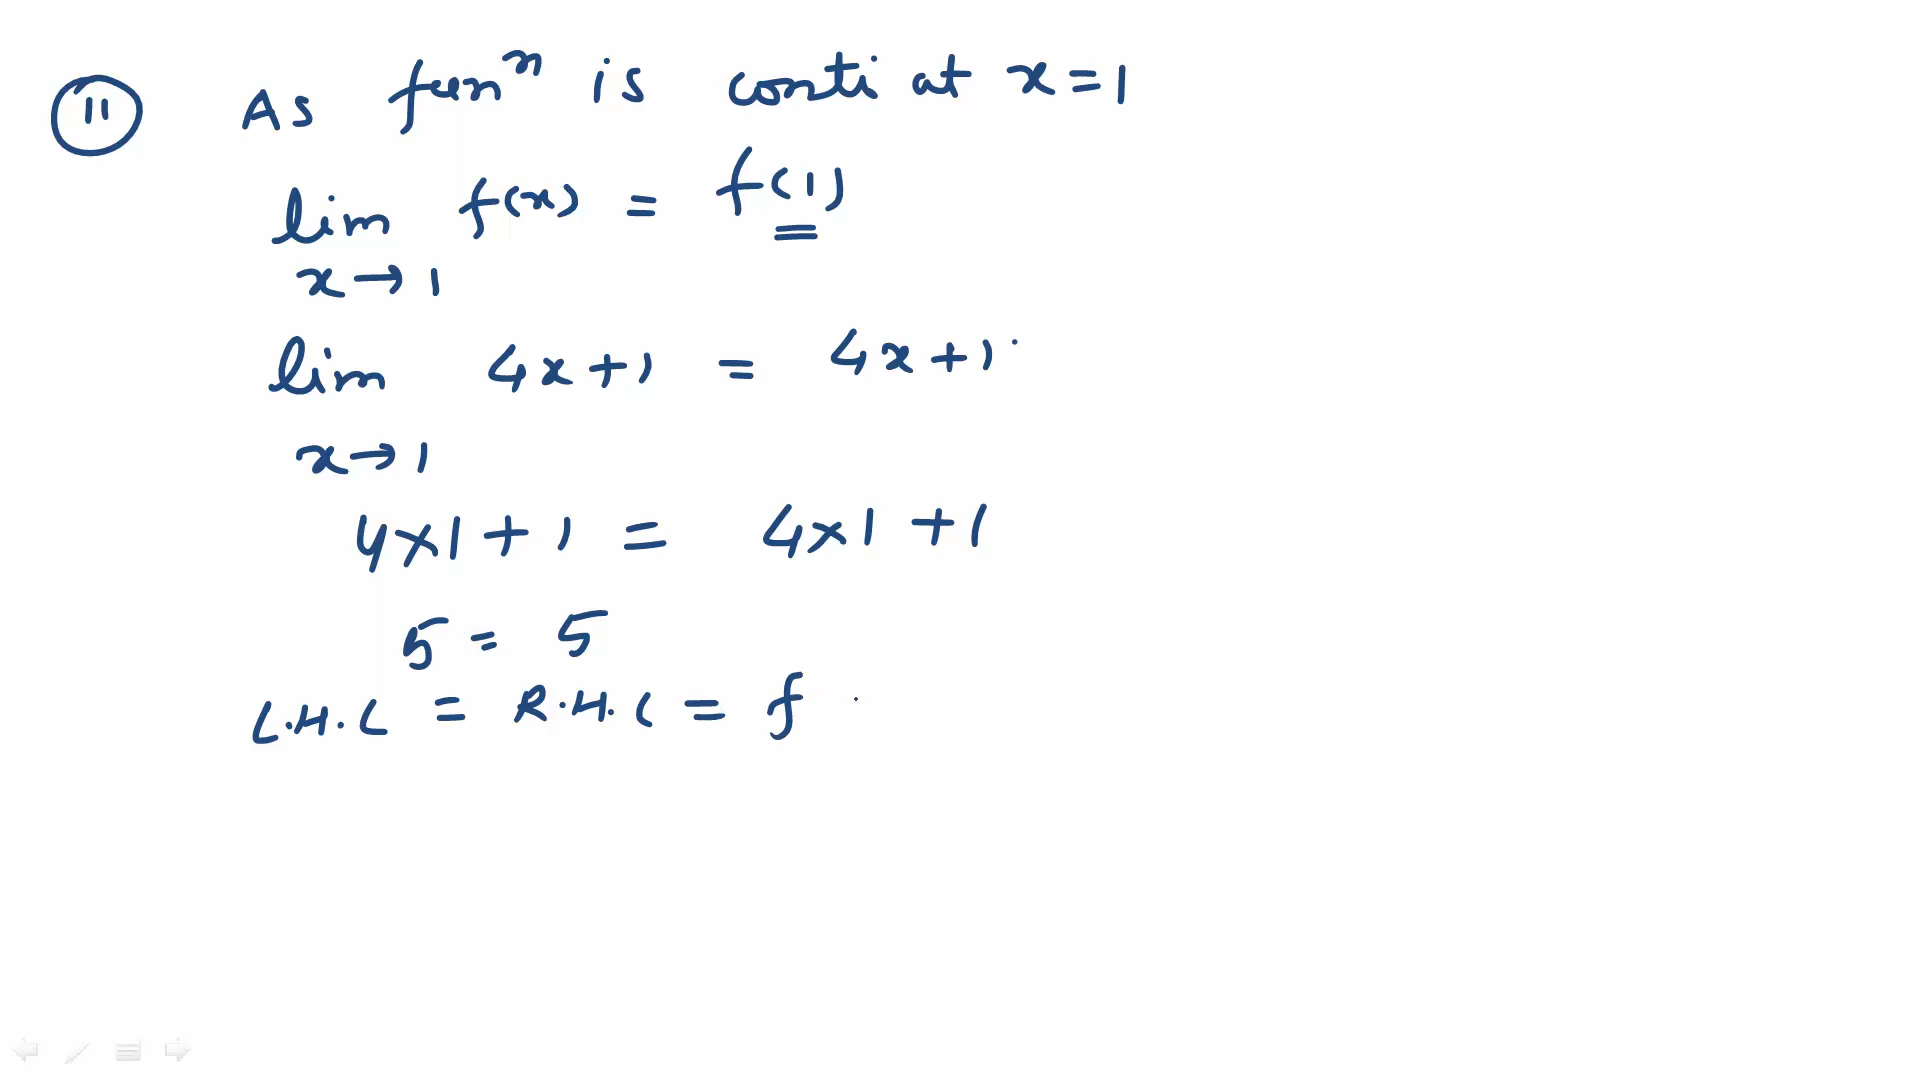 11 As funⁿ is conti at x = 1
lim f(x) = f(1)
x → 1
lim 4x + 1 = 4x + 1
x → 1
4 × 1 + 1 = 4 × 1 + 1
5 = 5
L.H.L = R.H.L = f